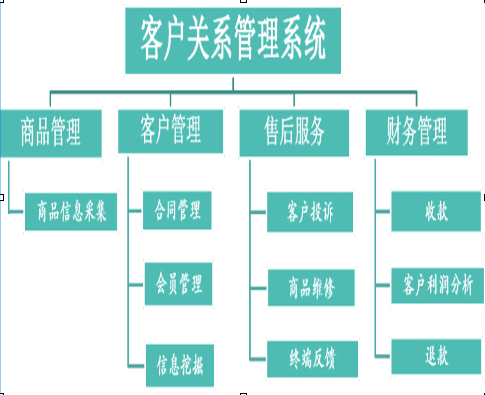 客户关系管理系统
商品管理
客户管理
售后服务
财务管理
商品信息采集
合同管理
客户投诉
收款
会员管理
商品维修
客户利润分析
信息挖掘
终端反馈
退款